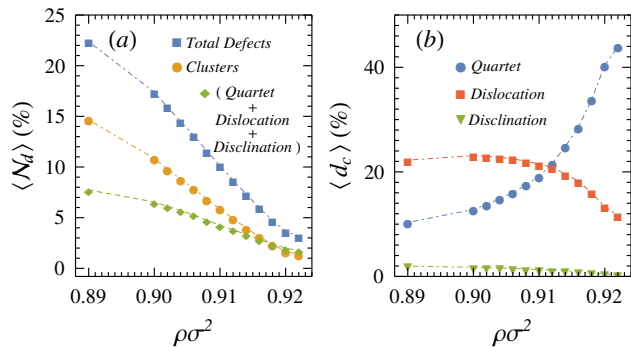 (a)
Total Defects
Clusters
( Quartet
+
Dislocation
+
Disclination )
⟨N_d⟩ (%)
25
20
15
10
5
0
0.89 0.90 0.91 0.92
ρσ²
(b)
Quartet
Dislocation
Disclination
⟨d_c⟩ (%)
40
20
0
0.89 0.90 0.91 0.92
ρσ²